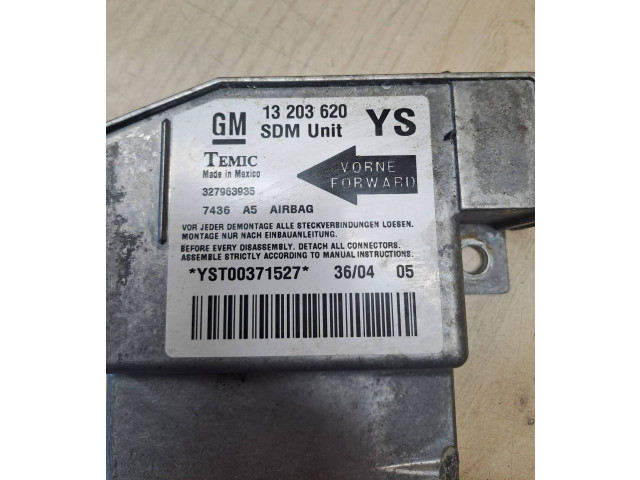 GM 13 203 620 YS
SDM Unit
TEMIC
Made in Mexico
VORNE
FORWARD
327963935
7436 A5 AIRBAG
VOR JEDER DEMONTAGE ALLE STECKVERBINDUNGEN LOESEN.
MONTAGE NUR NACH EINBAUANLEITUNG.
BEFORE EVERY DISASSEMBLY. DETACH ALL CONNECTORS.
ASSEMBLE STRICTLY ACCORDING TO MANUAL INSTRUCTIONS.
*YST00371527* 36/04 05